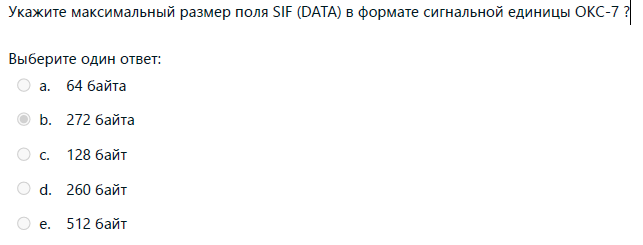 Укажите максимальный размер поля SIF (DATA) в формате сигнальной единицы ОКС-7 ?
Выберите один ответ:
a. 64 байта
b. 272 байта
c. 128 байт
d. 260 байт
e. 512 байт